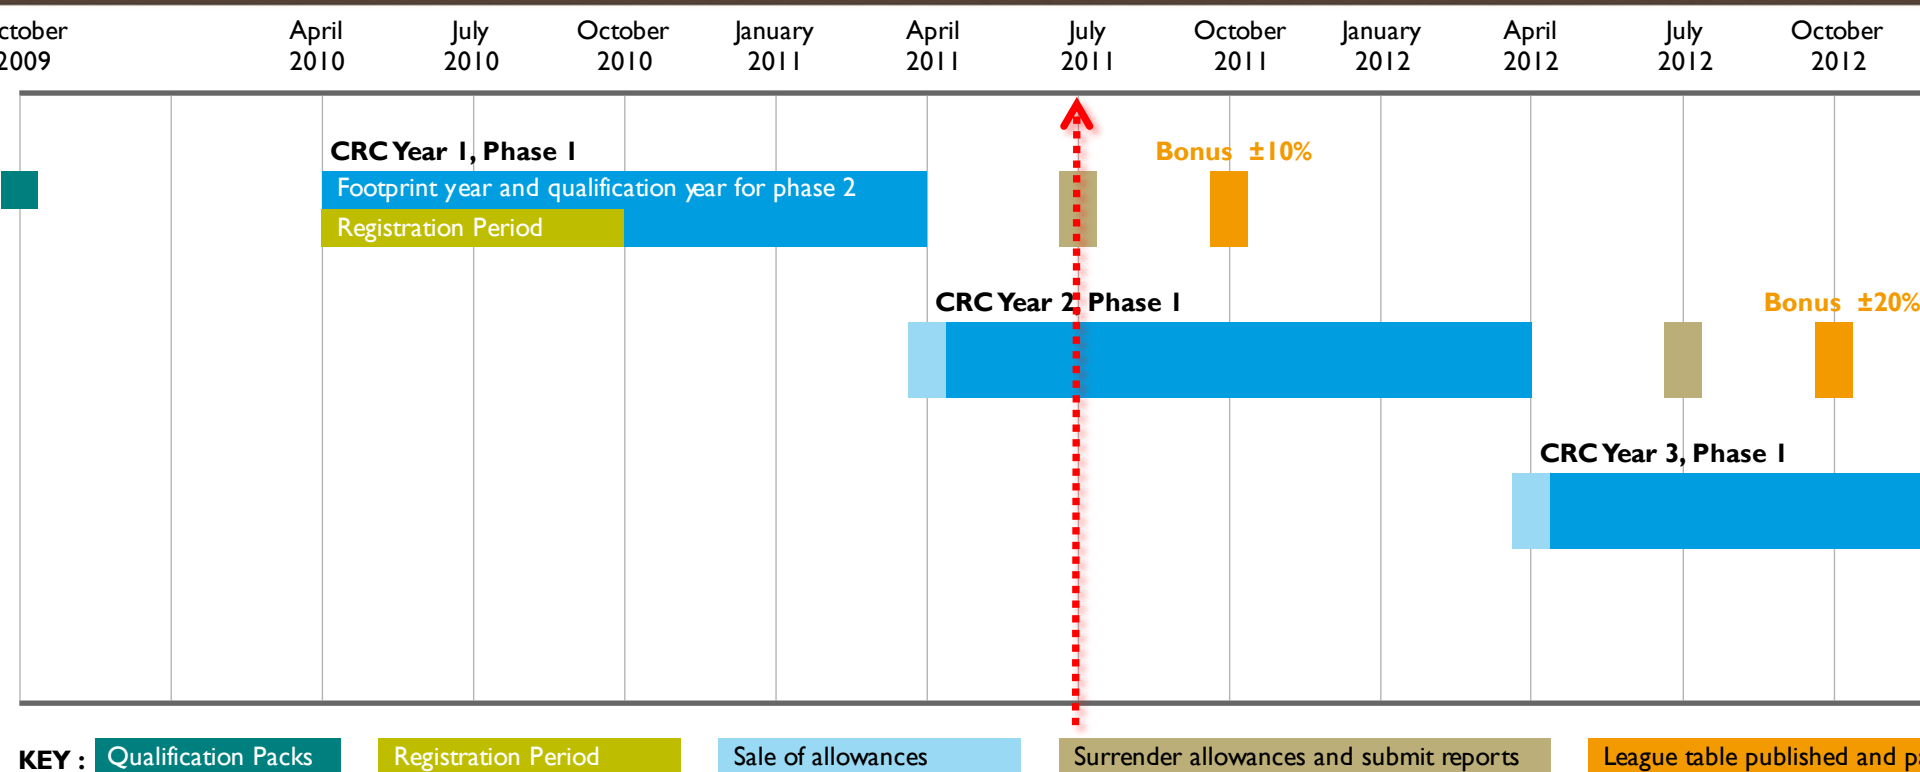 ctober
2009
April
2010
July
2010
October
2010
January
2011
April
2011
July
2011
October
2011
January
2012
April
2012
July
2012
October
2012
CRC Year 1, Phase 1
Bonus ±10%
Footprint year and qualification year for phase 2
Registration Period
CRC Year 2, Phase 1
Bonus ±20%
CRC Year 3, Phase 1
KEY :
Qualification Packs
Registration Period
Sale of allowances
Surrender allowances and submit reports
League table published and